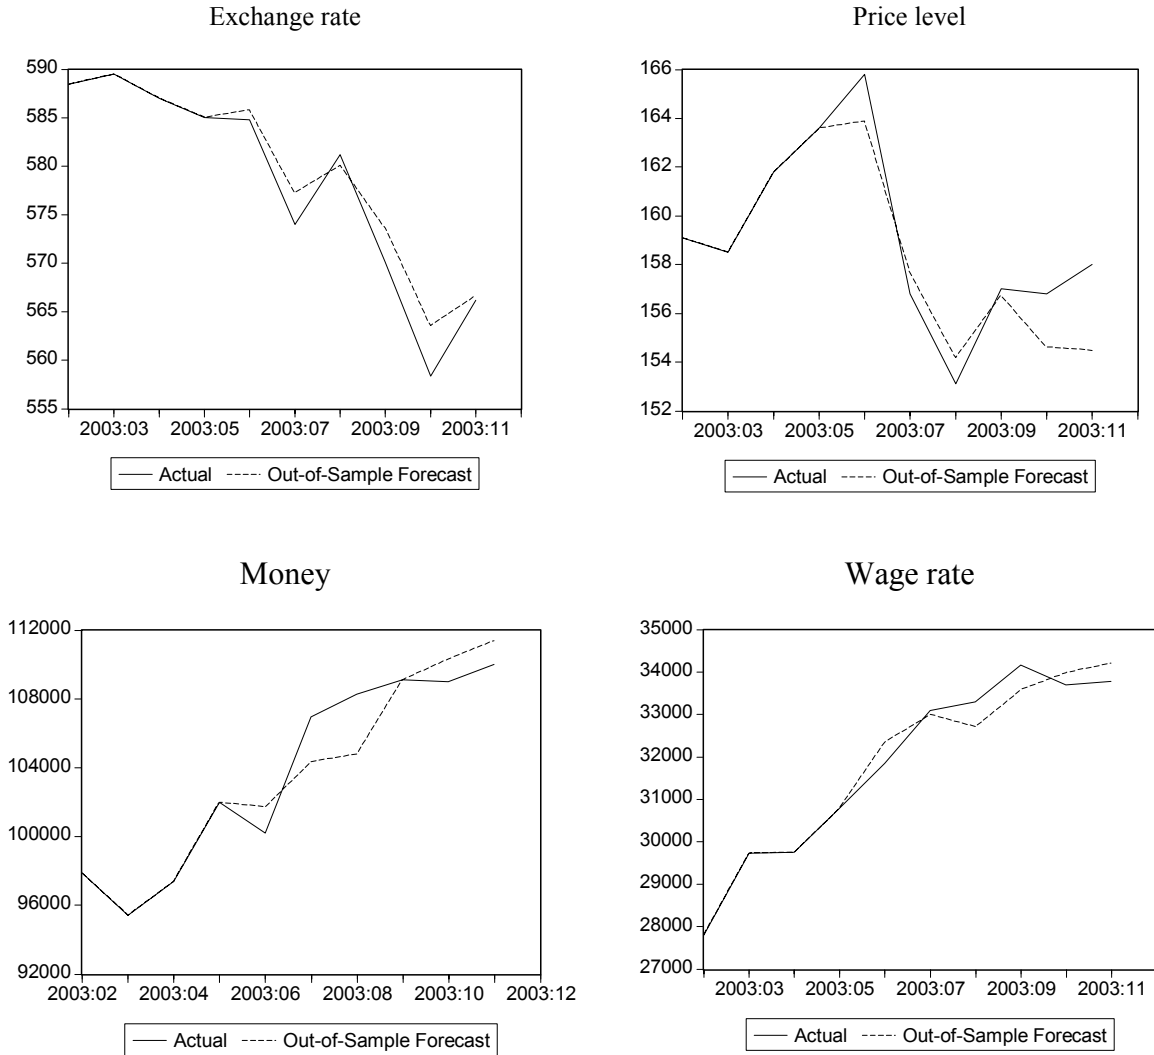 Exchange rate
590
585
580
575
570
565
560
555
2003:03 2003:05 2003:07 2003:09 2003:11
Actual Out-of-Sample Forecast
Price level
166
164
162
160
158
156
154
152
2003:03 2003:05 2003:07 2003:09 2003:11
Actual Out-of-Sample Forecast
Money
112000
108000
104000
100000
96000
92000
2003:02 2003:04 2003:06 2003:08 2003:10 2003:12
Actual Out-of-Sample Forecast
Wage rate
35000
34000
33000
32000
31000
30000
29000
28000
27000
2003:03 2003:05 2003:07 2003:09 2003:11
Actual Out-of-Sample Forecast